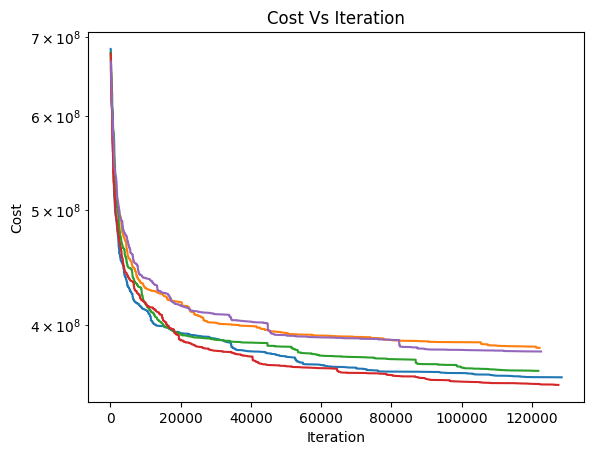 Cost Vs Iteration
7 × 10⁸
6 × 10⁸
5 × 10⁸
4 × 10⁸
Cost
0 20000 40000 60000 80000 100000 120000
Iteration